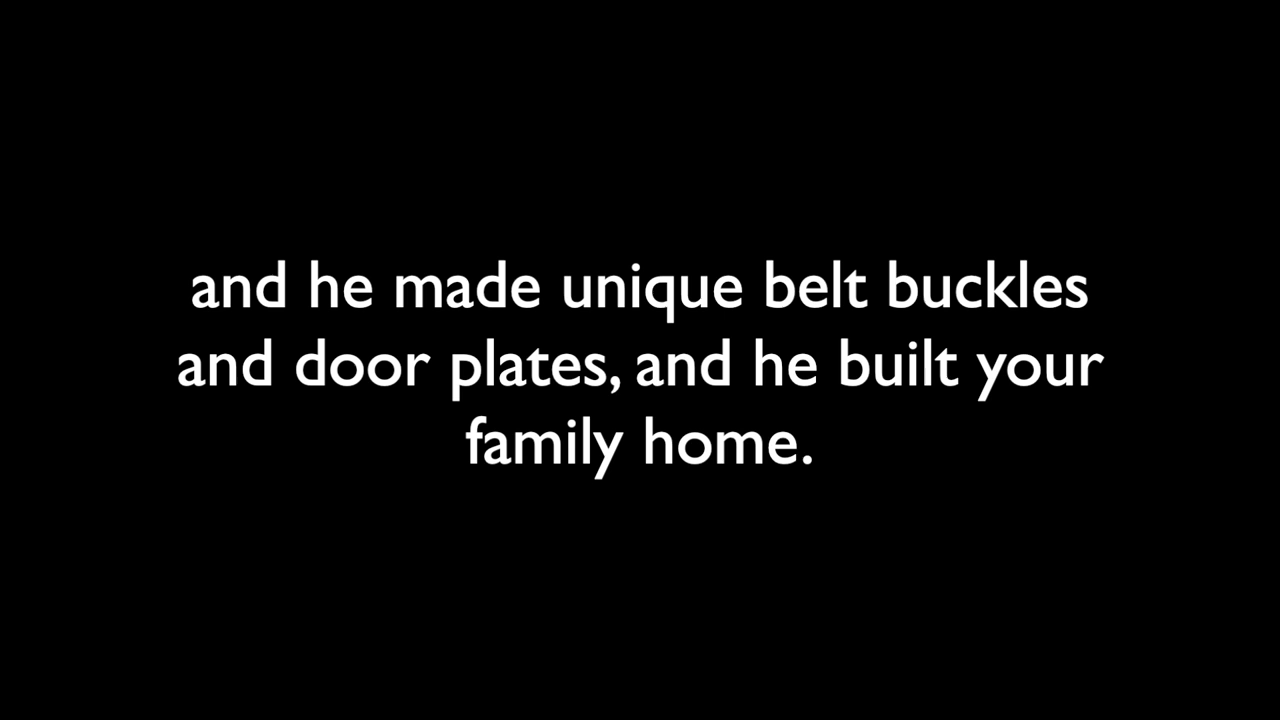 and he made unique belt buckles
and door plates, and he built your
family home.